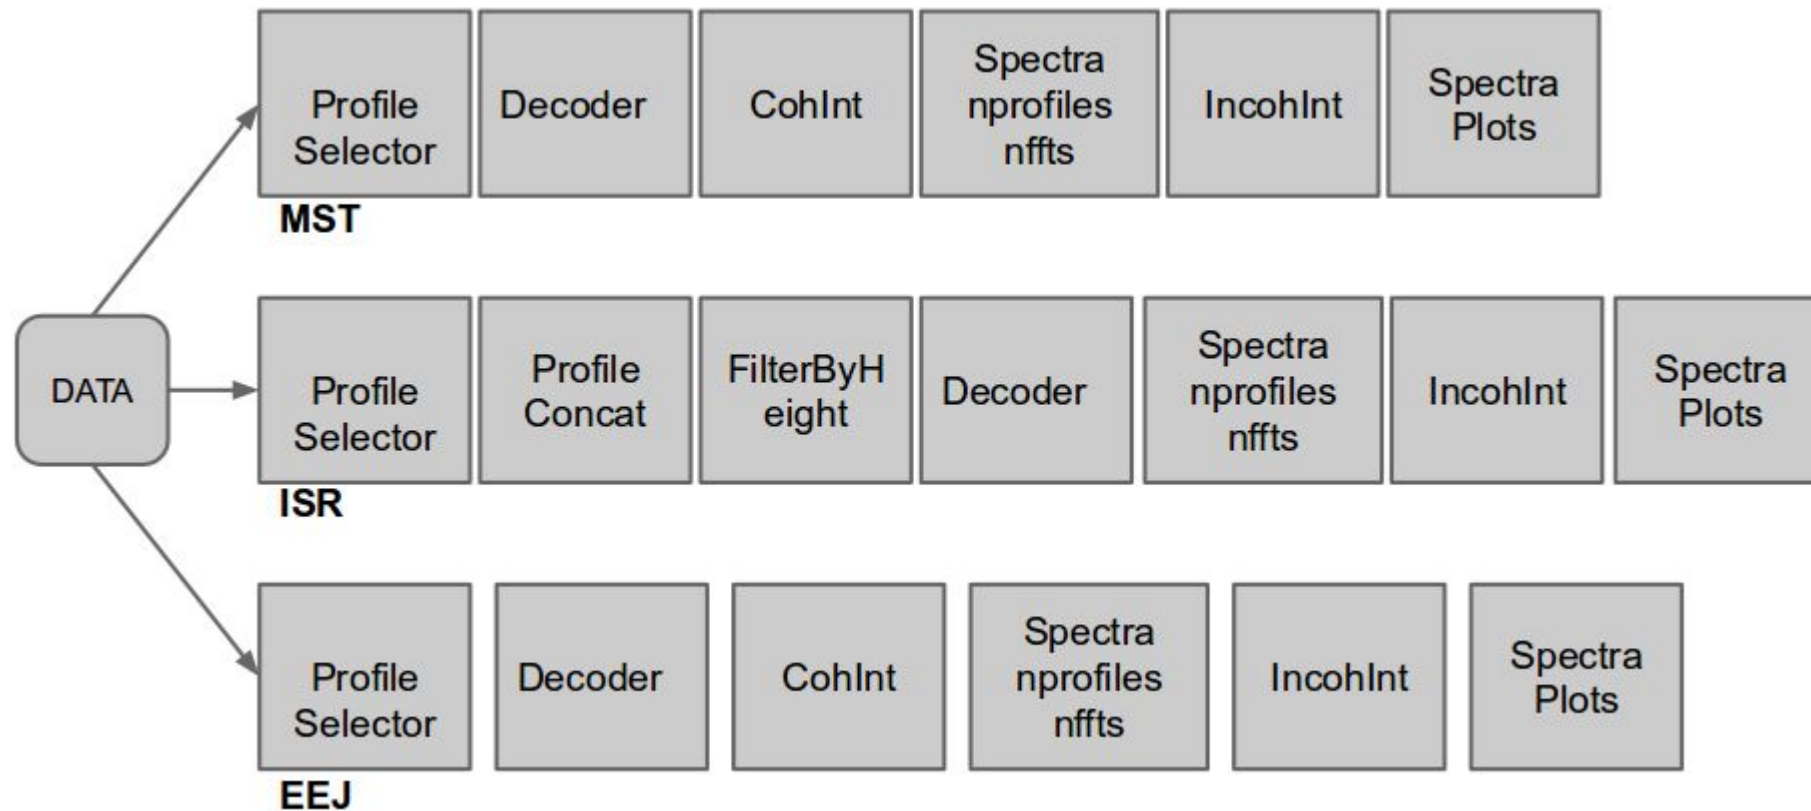 Profile
Selector
Decoder
CohInt
Spectra
nprofiles
nffts
IncohInt
Spectra
Plots
MST
DATA
Profile
Selector
Profile
Concat
FilterByH
eight
Decoder
Spectra
nprofiles
nffts
IncohInt
Spectra
Plots
ISR
Profile
Selector
Decoder
CohInt
Spectra
nprofiles
nffts
IncohInt
Spectra
Plots
EEJ